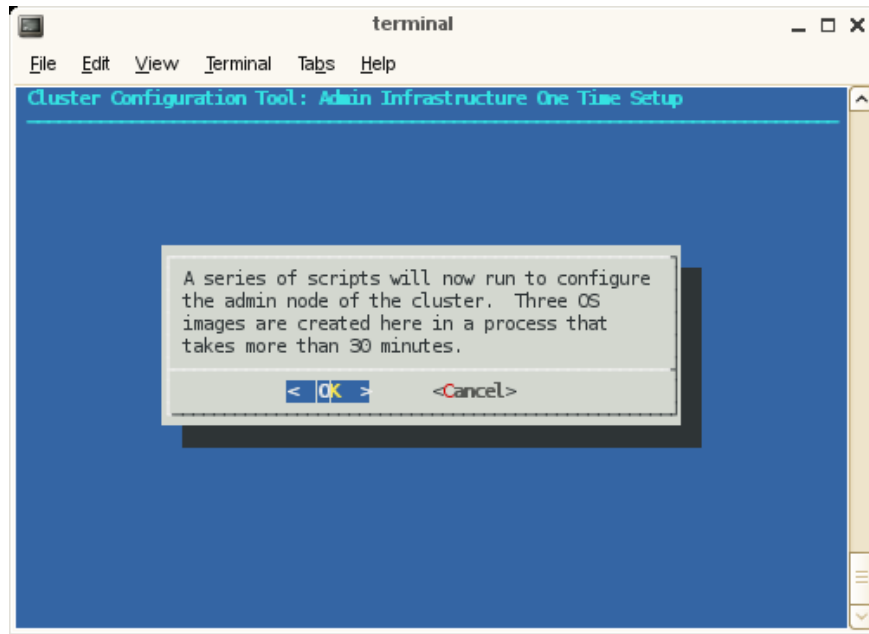 terminal
File Edit View Terminal Tabs Help
Cluster Configuration Tool: Admin Infrastructure One Time Setup
A series of scripts will now run to configure
the admin node of the cluster.  Three OS
images are created here in a process that
takes more than 30 minutes.
< OK > <Cancel>